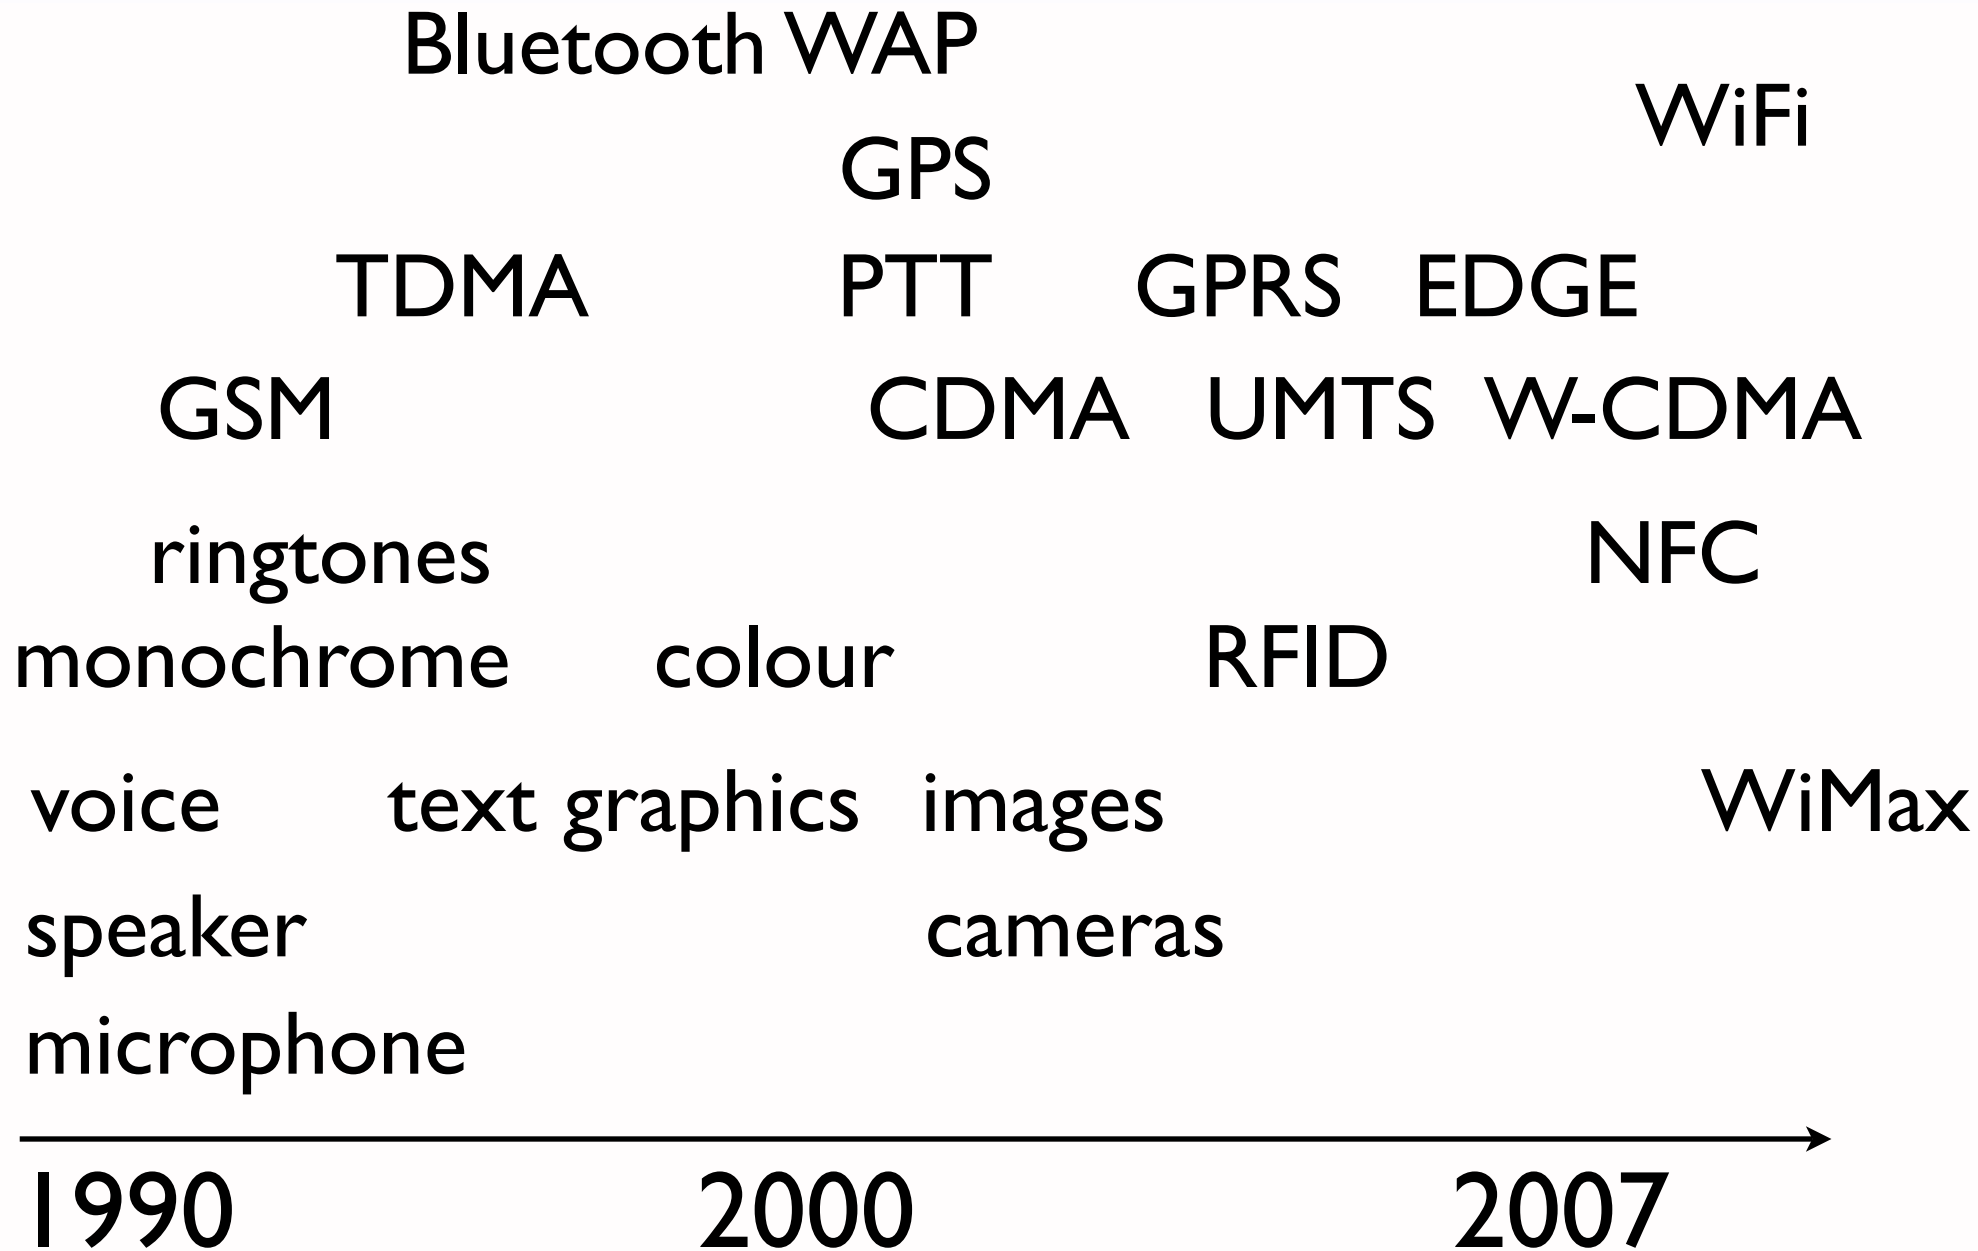 Bluetooth WAP
WiFi
GPS
TDMA PTT GPRS EDGE
GSM CDMA UMTS W-CDMA
ringtones NFC
monochrome colour RFID
voice text graphics images WiMax
speaker cameras
microphone
1990 2000 2007